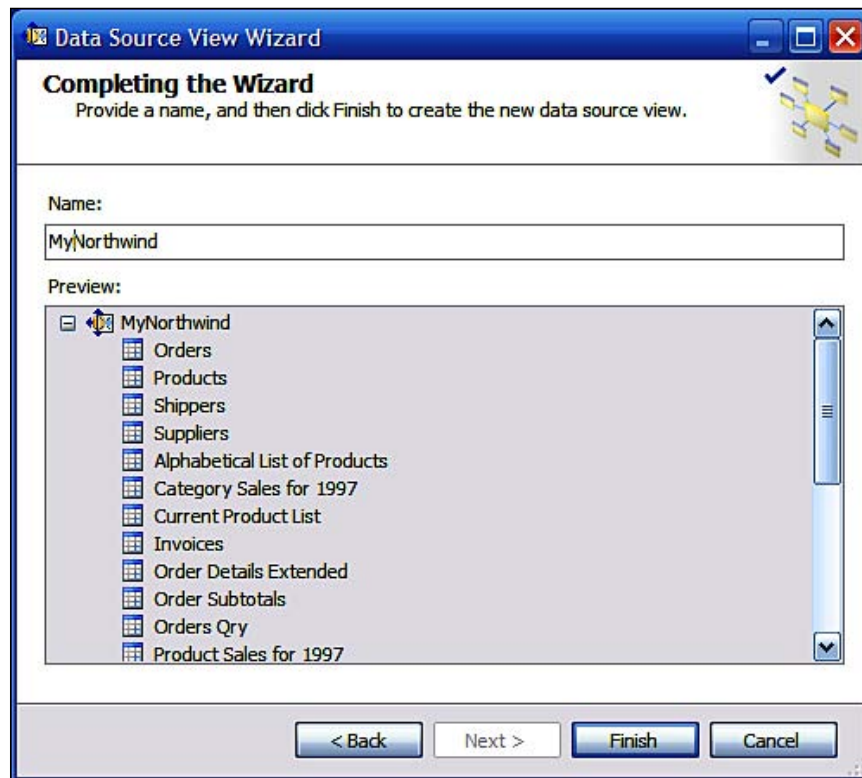 Data Source View Wizard
Completing the Wizard
Provide a name, and then click Finish to create the new data source view.
Name:
MyNorthwind
Preview:
MyNorthwind
Orders
Products
Shippers
Suppliers
Alphabetical List of Products
Category Sales for 1997
Current Product List
Invoices
Order Details Extended
Order Subtotals
Orders Qry
Product Sales for 1997
< Back
Next >
Finish
Cancel